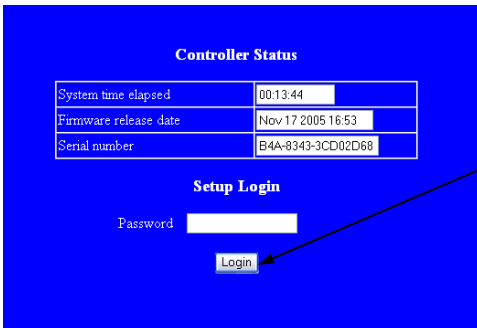 Controller Status
System time elapsed 00:13:44
Firmware release date Nov 17 2005 16:53
Serial number B4A-8343-3CD02D68
Setup Login
Password
Login